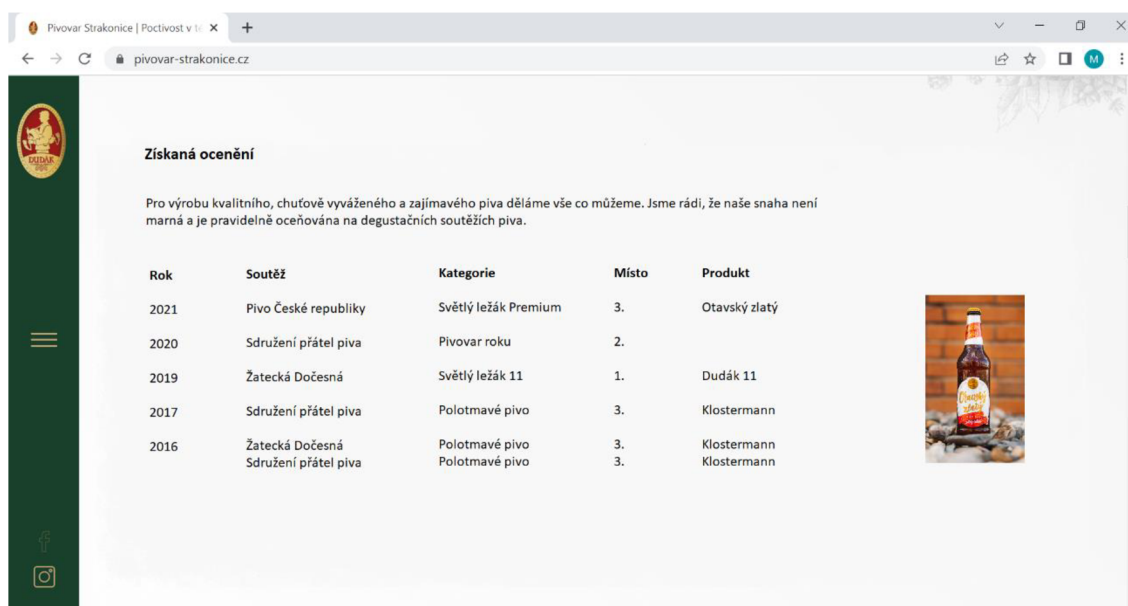 Pivovar Strakonice | Poctivost v t
pivovar-strakonice.cz
M
DUDÁK
Získaná ocenění
Pro výrobu kvalitního, chuťově vyváženého a zajímavého piva děláme vše co můžeme. Jsme rádi, že naše snaha není
marná a je pravidelně oceňována na degustačních soutěžích piva.
Rok Soutěž Kategorie Místo Produkt
2021 Pivo České republiky Světlý ležák Premium 3. Otavský zlatý
2020 Sdružení přátel piva Pivovar roku 2.
2019 Žatecká Dočesná Světlý ležák 11 1. Dudák 11
2017 Sdružení přátel piva Polotmavé pivo 3. Klostermann
2016 Žatecká Dočesná Polotmavé pivo 3. Klostermann
Sdružení přátel piva Polotmavé pivo 3. Klostermann
Otavský
zlatý